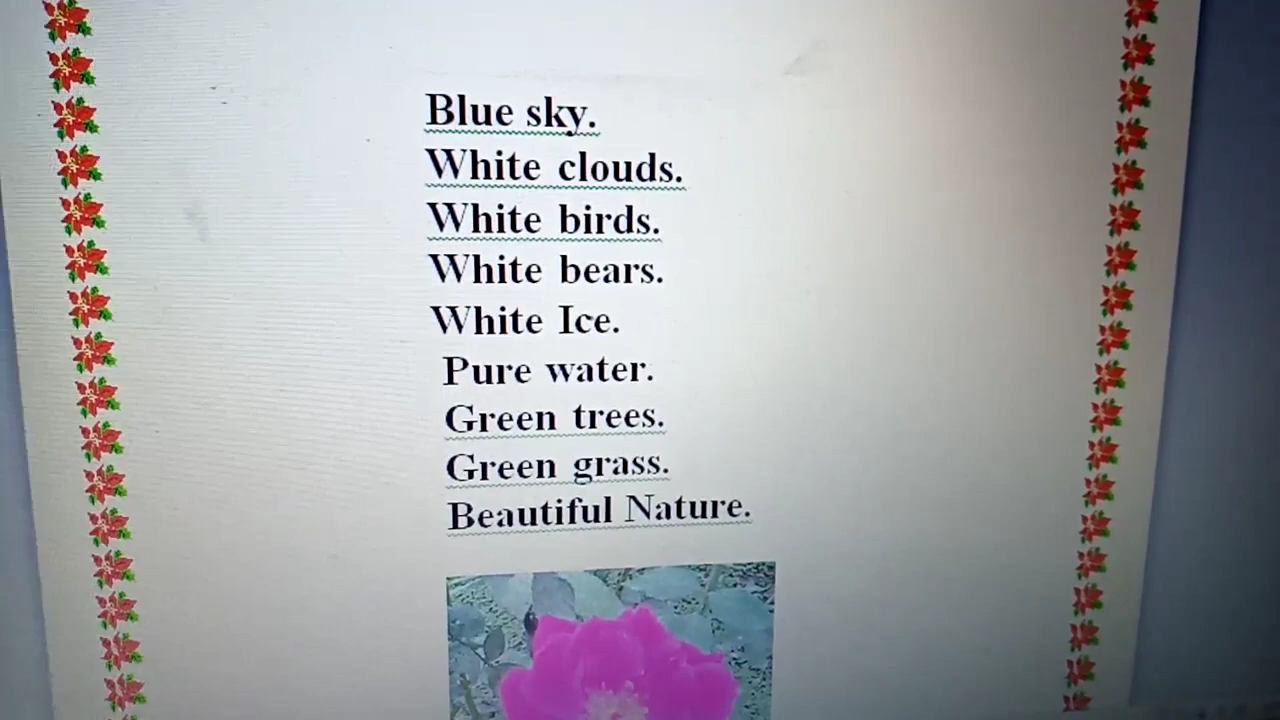 Blue sky.
White clouds.
White birds.
White bears.
White Ice.
Pure water.
Green trees.
Green grass.
Beautiful Nature.